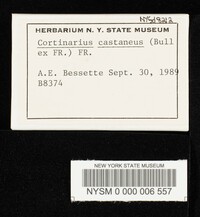 HERBARIUM N. Y. STATE MUSEUM
Cortinarius castaneus (Bull
ex FR.) FR.
A.E. Bessette Sept. 30, 1989
B8374
NEW YORK STATE MUSEUM
NYSM 0 000 006 557